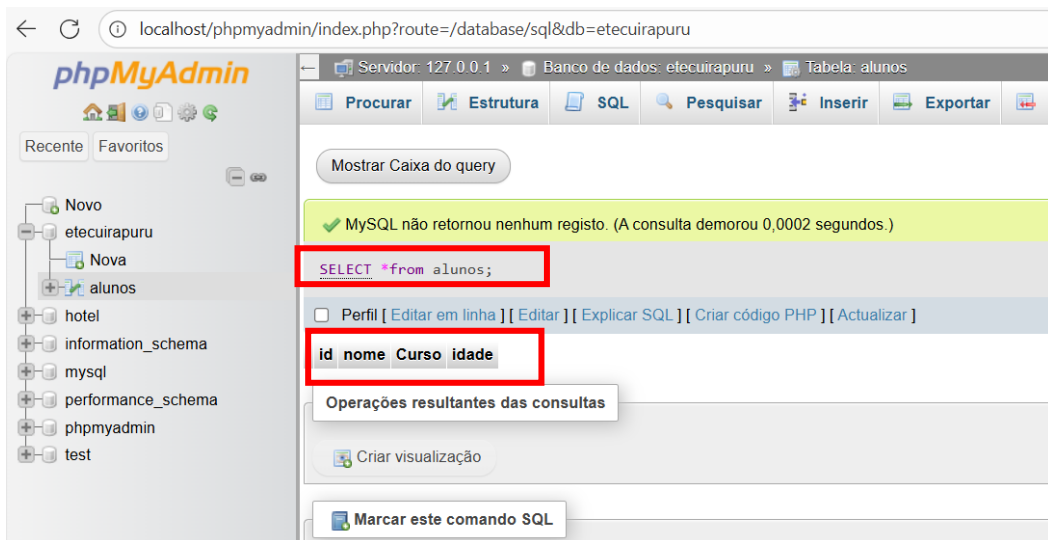 localhost/phpmyadmin/index.php?route=/database/sql&db=etecuirapuru
phpMyAdmin
Recente Favoritos
Novo
etecuirapuru
Nova
alunos
hotel
information_schema
mysql
performance_schema
phpmyadmin
test
Servidor: 127.0.0.1 » Banco de dados: etecuirapuru » Tabela: alunos
Procurar Estrutura SQL Pesquisar Inserir Exportar
Mostrar Caixa do query
MySQL não retornou nenhum registo. (A consulta demorou 0,0002 segundos.)
SELECT *from alunos;
Perfil [ Editar em linha ] [ Editar ] [ Explicar SQL ] [ Criar código PHP ] [ Actualizar ]
id nome Curso idade
Operações resultantes das consultas
Criar visualização
Marcar este comando SQL